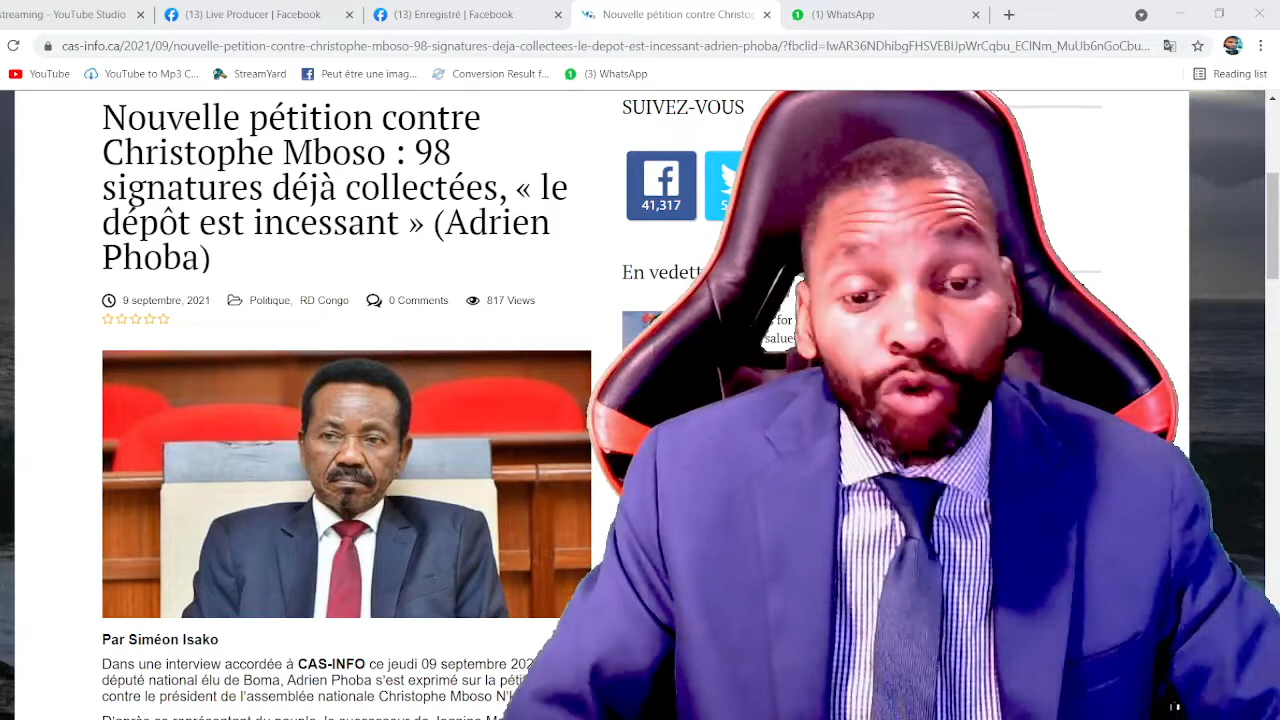 streaming - YouTube Studio
(13) Live Producer | Facebook
(13) Enregistré | Facebook
Nouvelle pétition contre Christop
(1) WhatsApp
cas-info.ca/2021/09/nouvelle-petition-contre-christophe-mboso-98-signatures-deja-collectees-le-depot-est-incessant-adrien-phoba/?fbclid=
YouTube
YouTube to Mp3 C...
StreamYard
Peut être une imag...
Conversion Result f...
(3) WhatsApp
Reading list
Nouvelle pétition contre
Christophe Mboso : 98
signatures déjà collectées, « le
dépôt est incessant » (Adrien
Phoba)
9 septembre, 2021
Politique, RD Congo
0 Comments
817 Views
SUIVEZ-VOUS
41,317
5
En vedett
for
salue
Par Siméon Isako
Dans une interview accordée à CAS-INFO ce jeudi 09 septembre 202
député national élu de Boma, Adrien Phoba s'est exprimé sur la péti
contre le président de l'assemblée nationale Christophe Mboso N'